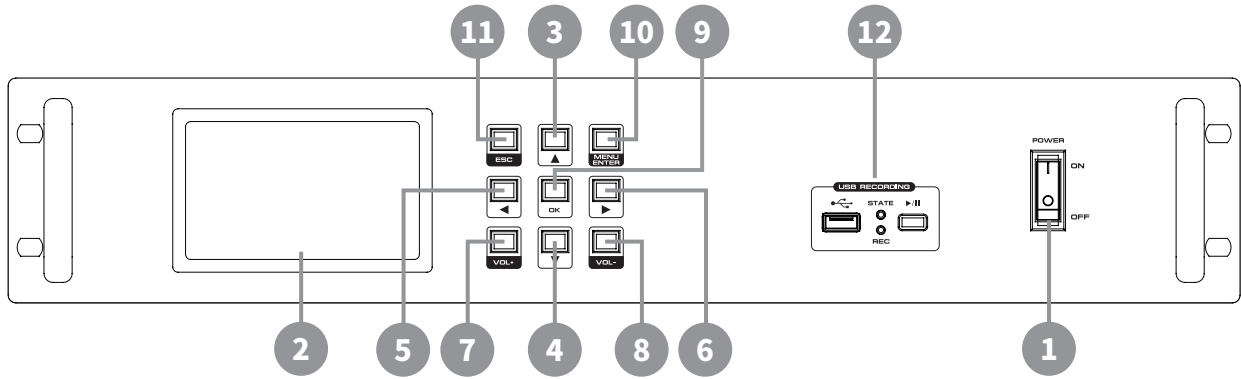 11 3 10 9 12
POWER
ON
ESC ▲ MENU
ENTER
USB RECORDING
◀ OK ▶
STATE ▶/II
OFF
REC
VOL+ ▼ VOL-
2 5 7 4 8 6 1